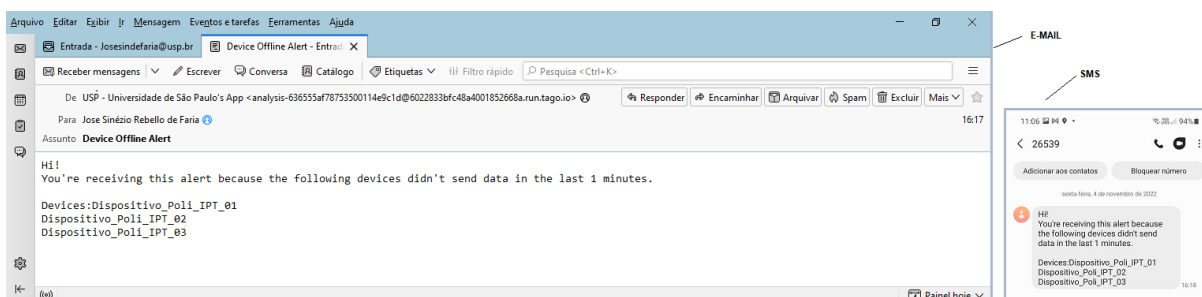 Arquivo Editar Exibir Ir Mensagem Eventos e tarefas Ferramentas Ajuda
Entrada - Josesindefaria@usp.br Device Offline Alert - Entrad
Receber mensagens Escrever Conversa Catálogo Etiquetas Filtro rápido Pesquisa <Ctrl+K>
De USP - Universidade de São Paulo's App <analysis-636555af78753500114e9c1d@6022833bfc48a4001852668a.run.tago.io>
Responder Encaminhar Arquivar Spam Excluir Mais
Para Jose Sinézio Rebello de Faria 16:17
Assunto Device Offline Alert
Hi!
You're receiving this alert because the following devices didn't send data in the last 1 minutes.
Devices:Dispositivo_Poli_IPT_01
Dispositivo_Poli_IPT_02
Dispositivo_Poli_IPT_03
Painel hoje
E-MAIL
SMS
11:06 94%
26539
Adicionar aos contatos Bloquear número
sexta-feira, 4 de novembro de 2022
Hi!
You're receiving this alert because
the following devices didn't send
data in the last 1 minutes.
Devices:Dispositivo_Poli_IPT_01
Dispositivo_Poli_IPT_02
Dispositivo_Poli_IPT_03
16:18